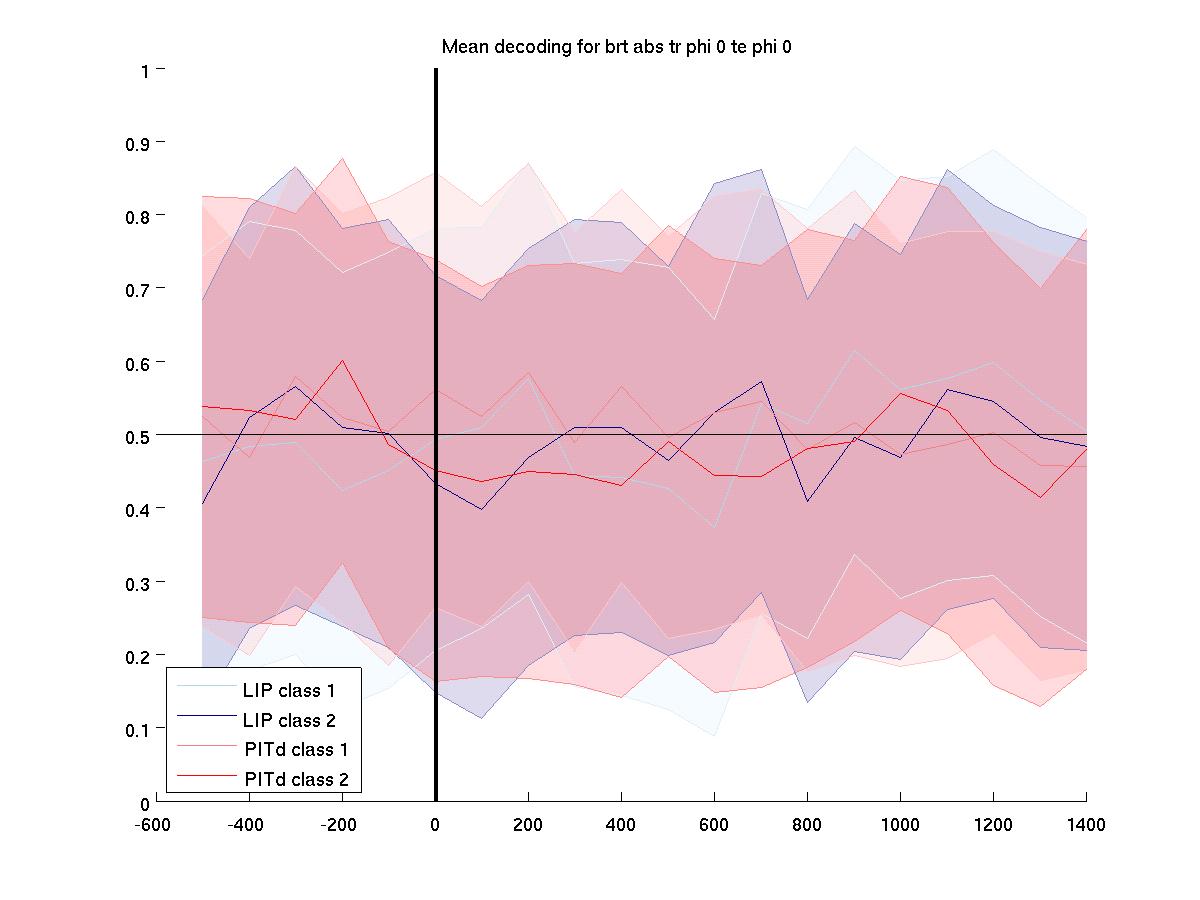 Mean decoding for brt abs tr phi 0 te phi 0
1
0.9
0.8
0.7
0.6
0.5
0.4
0.3
0.2
0.1
0
LIP class 1
LIP class 2
PITd class 1
PITd class 2
-600 -400 -200 0 200 400 600 800 1000 1200 1400